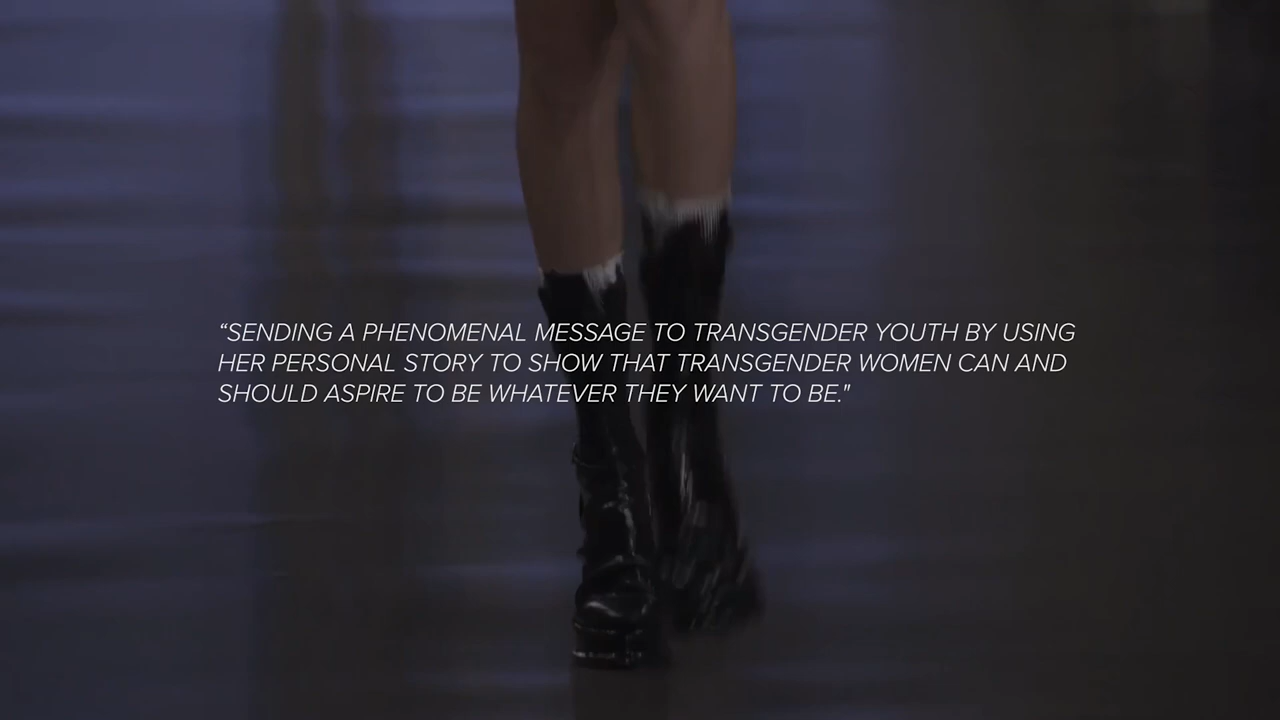 “SENDING A PHENOMENAL MESSAGE TO TRANSGENDER YOUTH BY USING
HER PERSONAL STORY TO SHOW THAT TRANSGENDER WOMEN CAN AND
SHOULD ASPIRE TO BE WHATEVER THEY WANT TO BE."